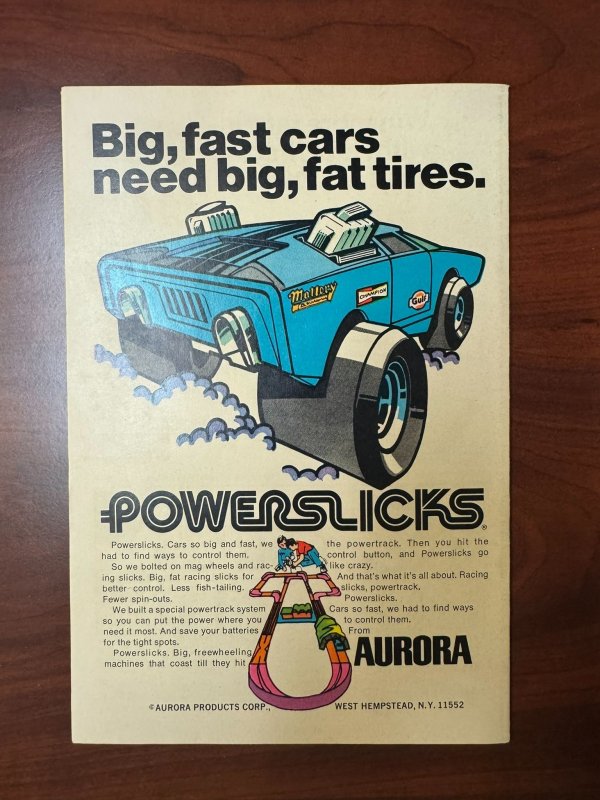 Big, fast cars
need big, fat tires.
Mallory
CHAMPION
Gulf
POWERSLICKS®
Powerslicks. Cars so big and fast, we
had to find ways to control them.
So we bolted on mag wheels and rac-
ing slicks. Big, fat racing slicks for
better control. Less fish-tailing.
Fewer spin-outs.
We built a special powertrack system
so you can put the power where you
need it most. And save your batteries
for the tight spots.
Powerslicks. Big, freewheeling
machines that coast till they hit
the powertrack. Then you hit the
control button, and Powerslicks go
like crazy.
And that's what it's all about. Racing
slicks, powertrack,
Powerslicks.
Cars so fast, we had to find ways
to control them.
From
AURORA
©AURORA PRODUCTS CORP., WEST HEMPSTEAD, N.Y. 11552